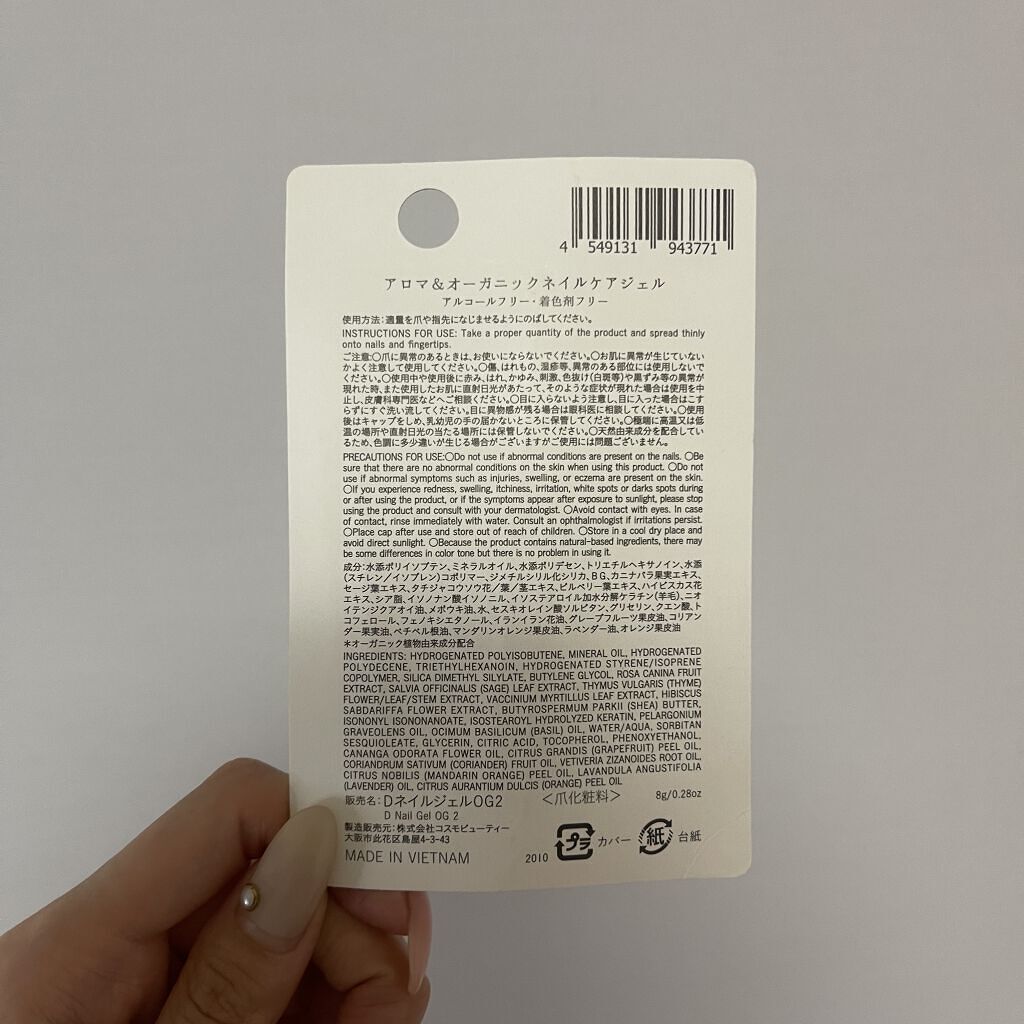 4 549131 943771
アロマ&オーガニックネイルケアジェル
アルコールフリー・着色剤フリー
使用方法:適量を爪や指先になじませるようにのばしてください。
INSTRUCTIONS FOR USE: Take a proper quantity of the product and spread thinly
onto nails and fingertips.
ご注意:○爪に異常のあるときは、お使いにならないでください。○お肌に異常が生じていない
かよく注意して使用してください。○傷、はれもの、湿疹等、異常のある部位には使用しないで
ください。○使用中や使用後に赤み、はれ、かゆみ、刺激、色抜け(白斑等)や黒ずみ等の異常が
現れた時、また使用したお肌に直射日光があたって、そのような症状が現れた場合は使用を中
止し、皮膚科専門医などへご相談ください。○目に入らないよう注意し、目に入った場合はこす
らずにすぐ洗い流してください。目に異物感が残る場合は眼科医に相談してください。○使用
後はキャップをしめ、乳幼児の手の届かないところに保管してください。○極端に高温又は低
温の場所や直射日光の当たる場所には保管しないでください。○天然由来成分を配合してい
るため、色調に多少違いが生じる場合がございますがご使用には問題ございません。
PRECAUTIONS FOR USE:○Do not use if abnormal conditions are present on the nails. ○Be
sure that there are no abnormal conditions on the skin when using this product. ○Do not
use if abnormal symptoms such as injuries, swelling, or eczema are present on the skin.
○If you experience redness, swelling, itchiness, irritation, white spots or darks spots during
or after using the product, or if the symptoms appear after exposure to sunlight, please stop
using the product and consult with your dermatologist. ○Avoid contact with eyes. In case
of contact, rinse immediately with water. Consult an ophthalmologist if irritations persist.
○Place cap after use and store out of reach of children. ○Store in a cool dry place and
avoid direct sunlight. ○Because the product contains natural-based ingredients, there may
be some differences in color tone but there is no problem in using it.
成分:水添ポリイソブテン、ミネラルオイル、水添ポリデセン、トリエチルヘキサノイン、水添
(スチレン/イソプレン)コポリマー、ジメチルシリル化シリカ、BG、カニナバラ果実エキス、
セージ葉エキス、タチジャコウソウ花/葉/茎エキス、ビルベリー葉エキス、ハイビスカス花
エキス、シア脂、イソノナン酸イソノニル、イソステアロイル加水分解ケラチン(羊毛)、ニオ
イテンジクアオイ油、メボウキ油、水、セスキオレイン酸ソルビタン、グリセリン、クエン酸、ト
コフェロール、フェノキシエタノール、イランイラン花油、グレープフルーツ果皮油、コリアン
ダー果実油、ベチベル根油、マンダリンオレンジ果皮油、ラベンダー油、オレンジ果皮油
*オーガニック植物由来成分配合
INGREDIENTS: HYDROGENATED POLYISOBUTENE, MINERAL OIL, HYDROGENATED
POLYDECENE, TRIETHYLHEXANOIN, HYDROGENATED STYRENE/ISOPRENE
COPOLYMER, SILICA DIMETHYL SILYLATE, BUTYLENE GLYCOL, ROSA CANINA FRUIT
EXTRACT, SALVIA OFFICINALIS (SAGE) LEAF EXTRACT, THYMUS VULGARIS (THYME)
FLOWER/LEAF/STEM EXTRACT, VACCINIUM MYRTILLUS LEAF EXTRACT, HIBISCUS
SABDARIFFA FLOWER EXTRACT, BUTYROSPERMUM PARKII (SHEA) BUTTER,
ISONONYL ISONONANOATE, ISOSTEAROYL HYDROLYZED KERATIN, PELARGONIUM
GRAVEOLENS OIL, OCIMUM BASILICUM (BASIL) OIL, WATER/AQUA, SORBITAN
SESQUIOLEATE, GLYCERIN, CITRIC ACID, TOCOPHEROL, PHENOXYETHANOL,
CANANGA ODORATA FLOWER OIL, CITRUS GRANDIS (GRAPEFRUIT) PEEL OIL,
CORIANDRUM SATIVUM (CORIANDER) FRUIT OIL, VETIVERIA ZIZANOIDES ROOT OIL,
CITRUS NOBILIS (MANDARIN ORANGE) PEEL OIL, LAVANDULA ANGUSTIFOLIA
(LAVENDER) OIL, CITRUS AURANTIUM DULCIS (ORANGE) PEEL OIL
販売名:DネイルジェルOG2 <爪化粧料> 8g/0.28oz
D Nail Gel OG 2
製造販売元:株式会社コスモビューティー
大阪市此花区島屋4-3-43
MADE IN VIETNAM 2010 プラ カバー 紙 台紙